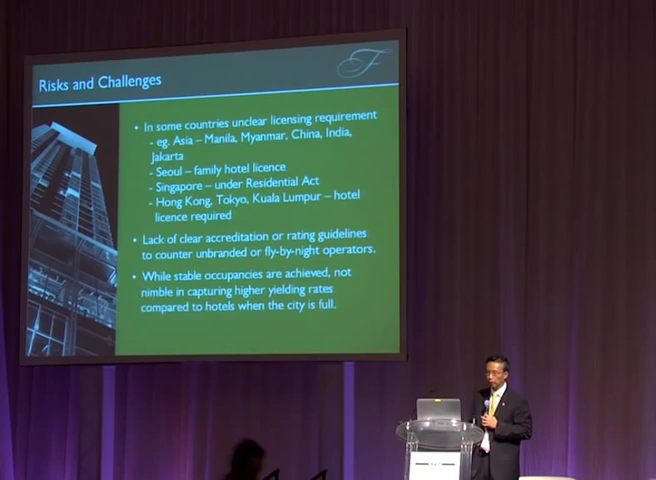 Risks and Challenges
F
• In some countries unclear licensing requirement
- eg. Asia – Manila, Myanmar, China, India,
Jakarta
- Seoul – family hotel licence
- Singapore – under Residential Act
- Hong Kong, Tokyo, Kuala Lumpur – hotel
licence required
• Lack of clear accreditation or rating guidelines
to counter unbranded or fly-by-night operators.
• While stable occupancies are achieved, not
nimble in capturing higher yielding rates
compared to hotels when the city is full.